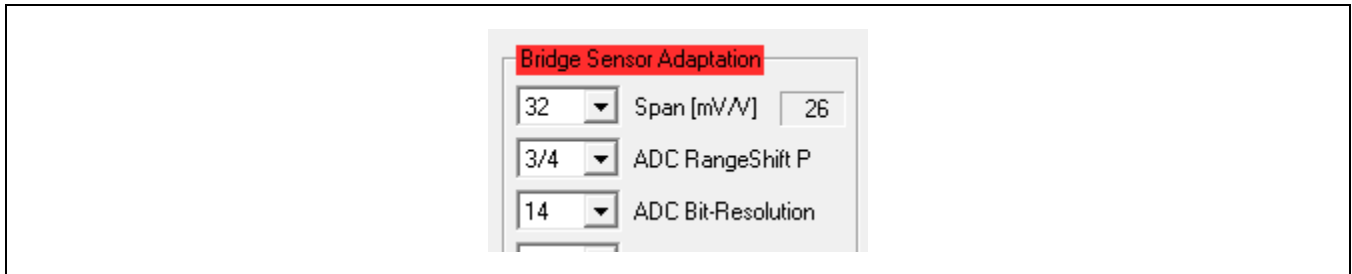 Bridge Sensor Adaptation
32 Span [mV/V] 26
3/4 ADC RangeShift P
14 ADC Bit-Resolution